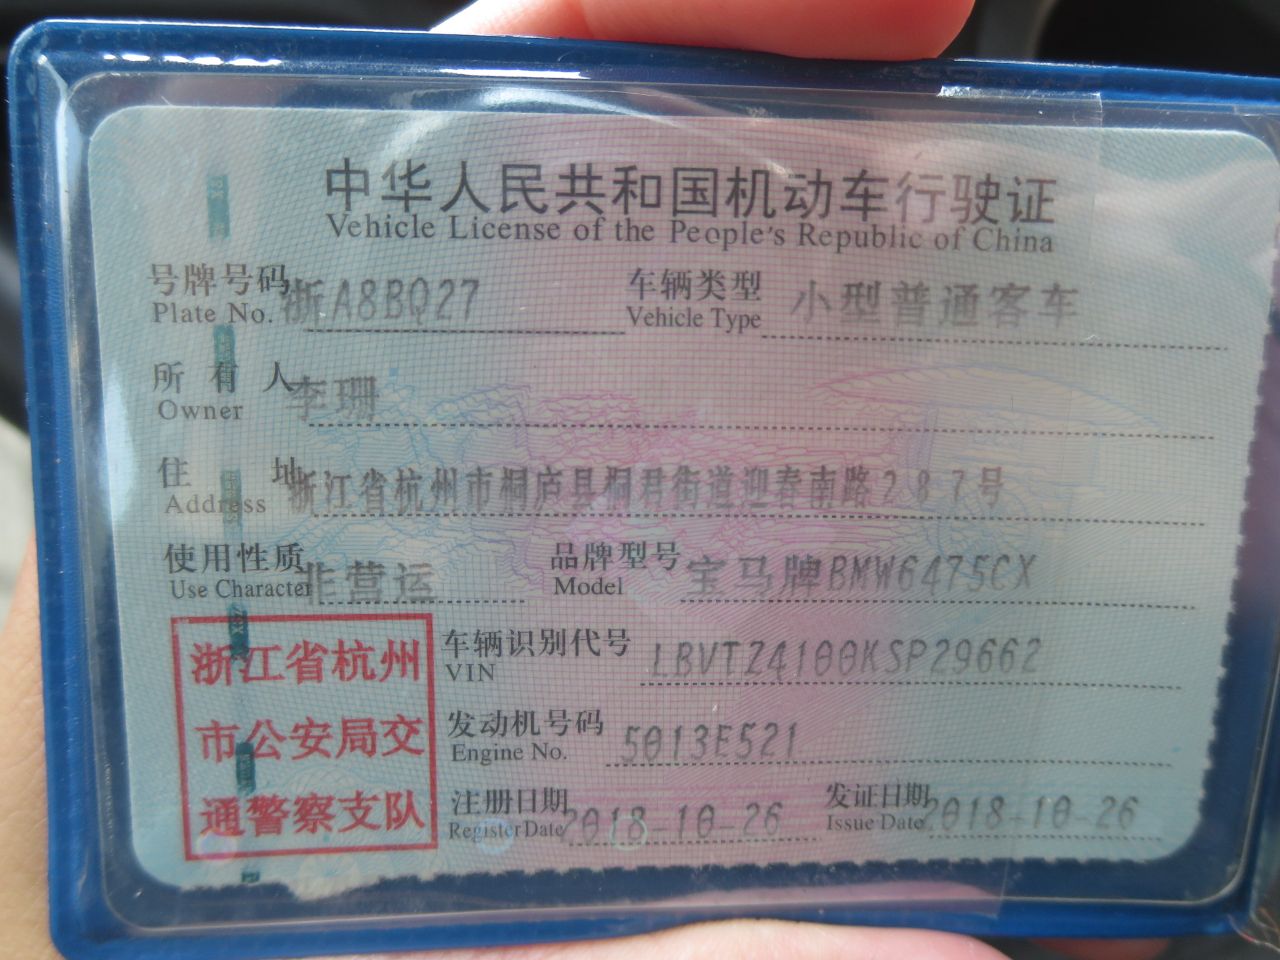 中华人民共和国机动车行驶证
Vehicle License of the People's Republic of China
号牌号码 浙A8BQ27 车辆类型 小型普通客车
Plate No. Vehicle Type
所有人 李珊
Owner
住址 浙江省杭州市桐庐县桐君街道迎春南路287号
Address
使用性质 非营运 品牌型号 宝马牌BMW6475CX
Use Character Model
浙江省杭州
市公安局交
通警察支队
车辆识别代号 LBVTZ4100KSP29662
VIN
发动机号码 5013E521
Engine No.
注册日期 2018-10-26 发证日期 2018-10-26
Register Date Issue Date